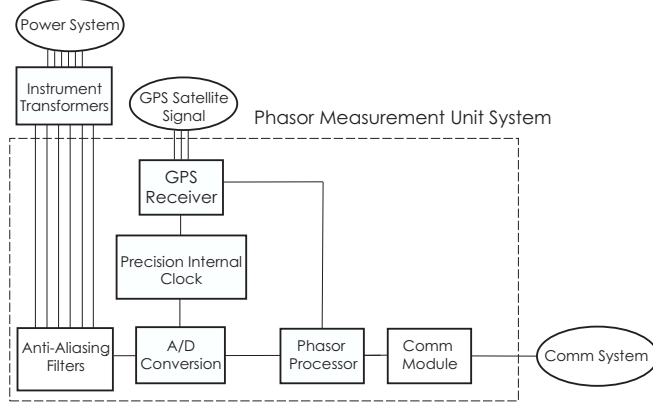 Power System
Instrument
Transformers
GPS Satellite
Signal
Phasor Measurement Unit System
GPS
Receiver
Precision Internal
Clock
Anti-Aliasing
Filters
A/D
Conversion
Phasor
Processor
Comm
Module
Comm System